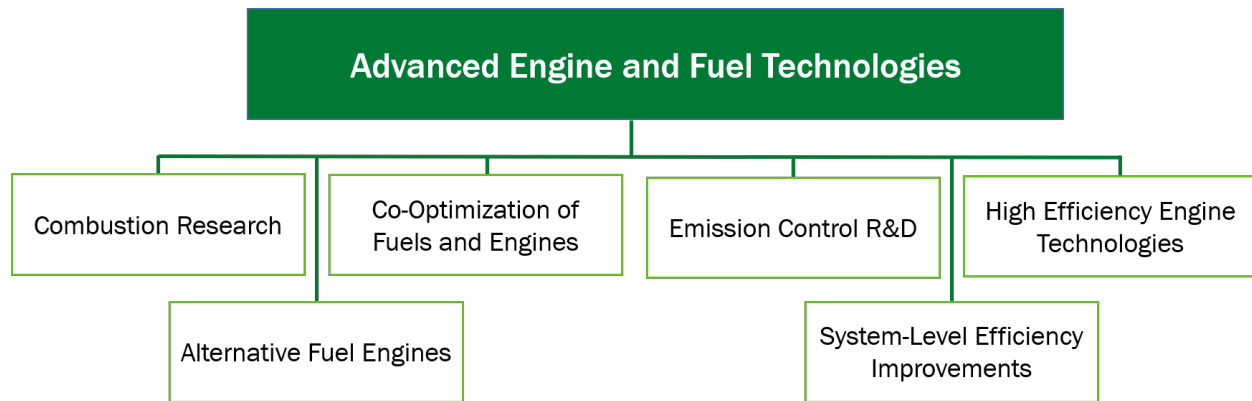 Advanced Engine and Fuel Technologies
Combustion Research
Co-Optimization of
Fuels and Engines
Emission Control R&D
High Efficiency Engine
Technologies
Alternative Fuel Engines
System-Level Efficiency
Improvements